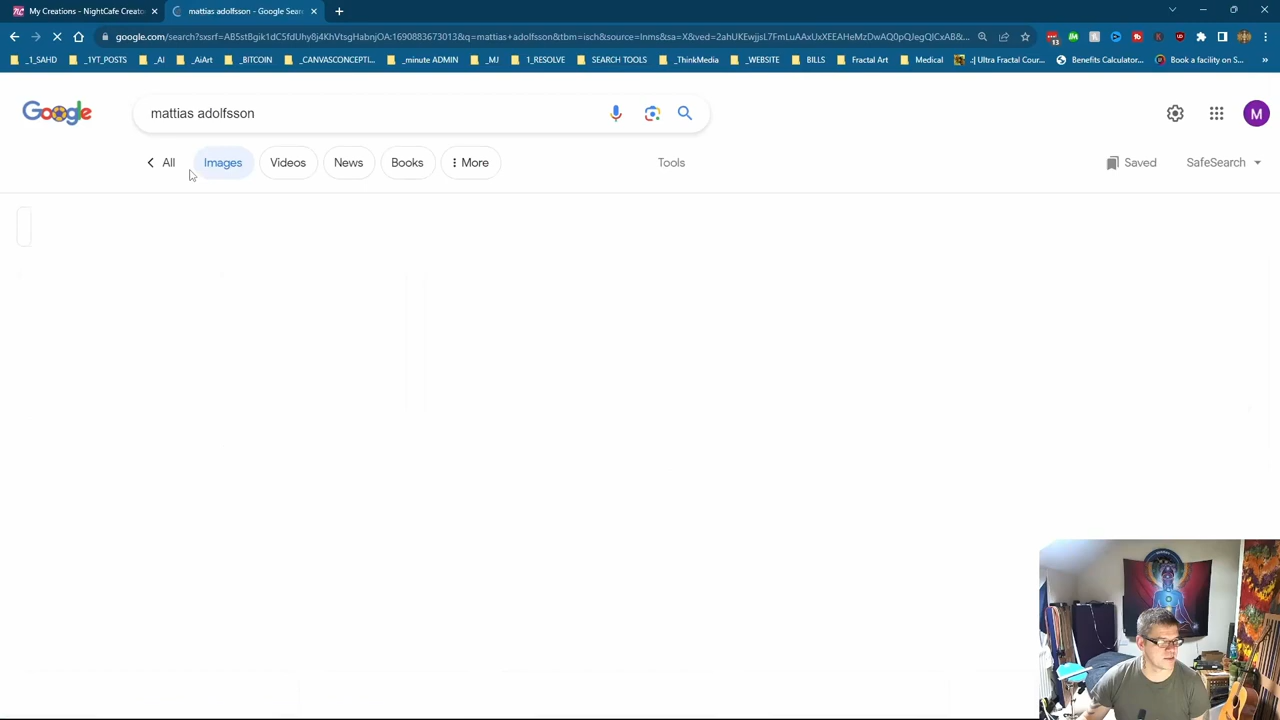 My Creations - NightCafe Creato
mattias adolfsson - Google Sear
google.com/search?sxsrf=AB5stBgik1dC5fdUhy8j4KhVtsgHabnjOA:1690883673013&q=mattias+adolfsson&tbm=isch&source=lnms&sa=X&ved=2ahUKEwjjsL7FmLuAAxUxXEEAHeMzDwAQ0pQJegQICxAB&...
13
_1_SAHD
_1YT_POSTS
_AI
_AiArt
_BITCOIN
_CANVASCONCEPTI...
_minute ADMIN
_MJ
1_RESOLVE
SEARCH TOOLS
_ThinkMedia
_WEBSITE
BILLS
Fractal Art
Medical
.:| Ultra Fractal Cour...
Benefits Calculator...
Book a facility on S...
»
Google
mattias adolfsson
M
All
Images
Videos
News
Books
More
Tools
Saved
SafeSearch